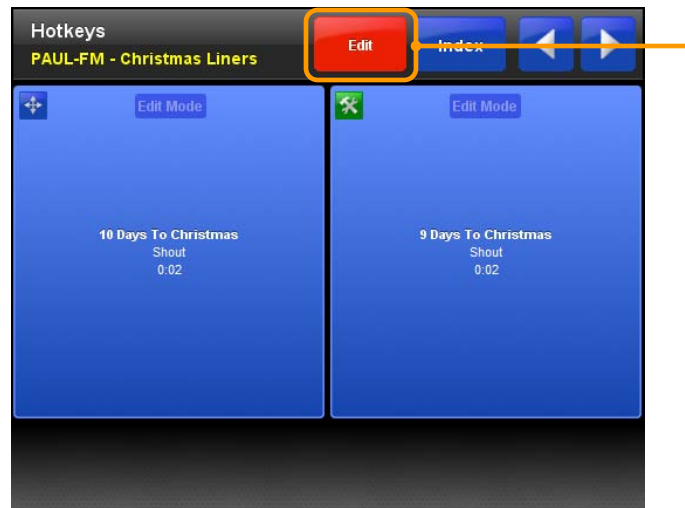 Hotkeys
PAUL-FM - Christmas Liners
Edit
Index
Edit Mode
10 Days To Christmas
Shout
0:02
Edit Mode
9 Days To Christmas
Shout
0:02